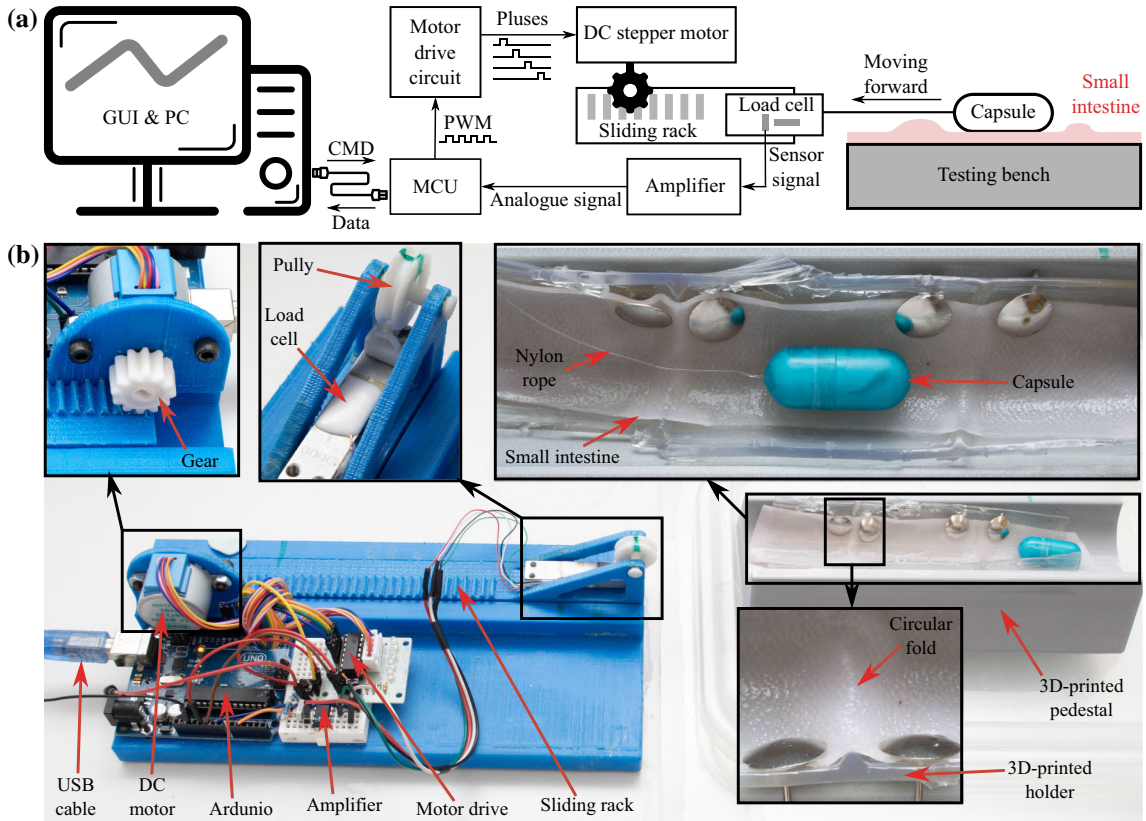 (a)
GUI & PC
CMD
Data
Motor
drive
circuit
PWM
MCU
Pluses
DC stepper motor
Sliding rack
Load cell
Sensor
signal
Amplifier
Analogue signal
Moving
forward
Capsule
Small
intestine
Testing bench
(b)
Gear
Pully
Load
cell
Nylon
rope
Capsule
Small intestine
UNO
Circular
fold
3D-printed
pedestal
3D-printed
holder
USB
cable
DC
motor
Ardunio
Amplifier
Motor drive
Sliding rack